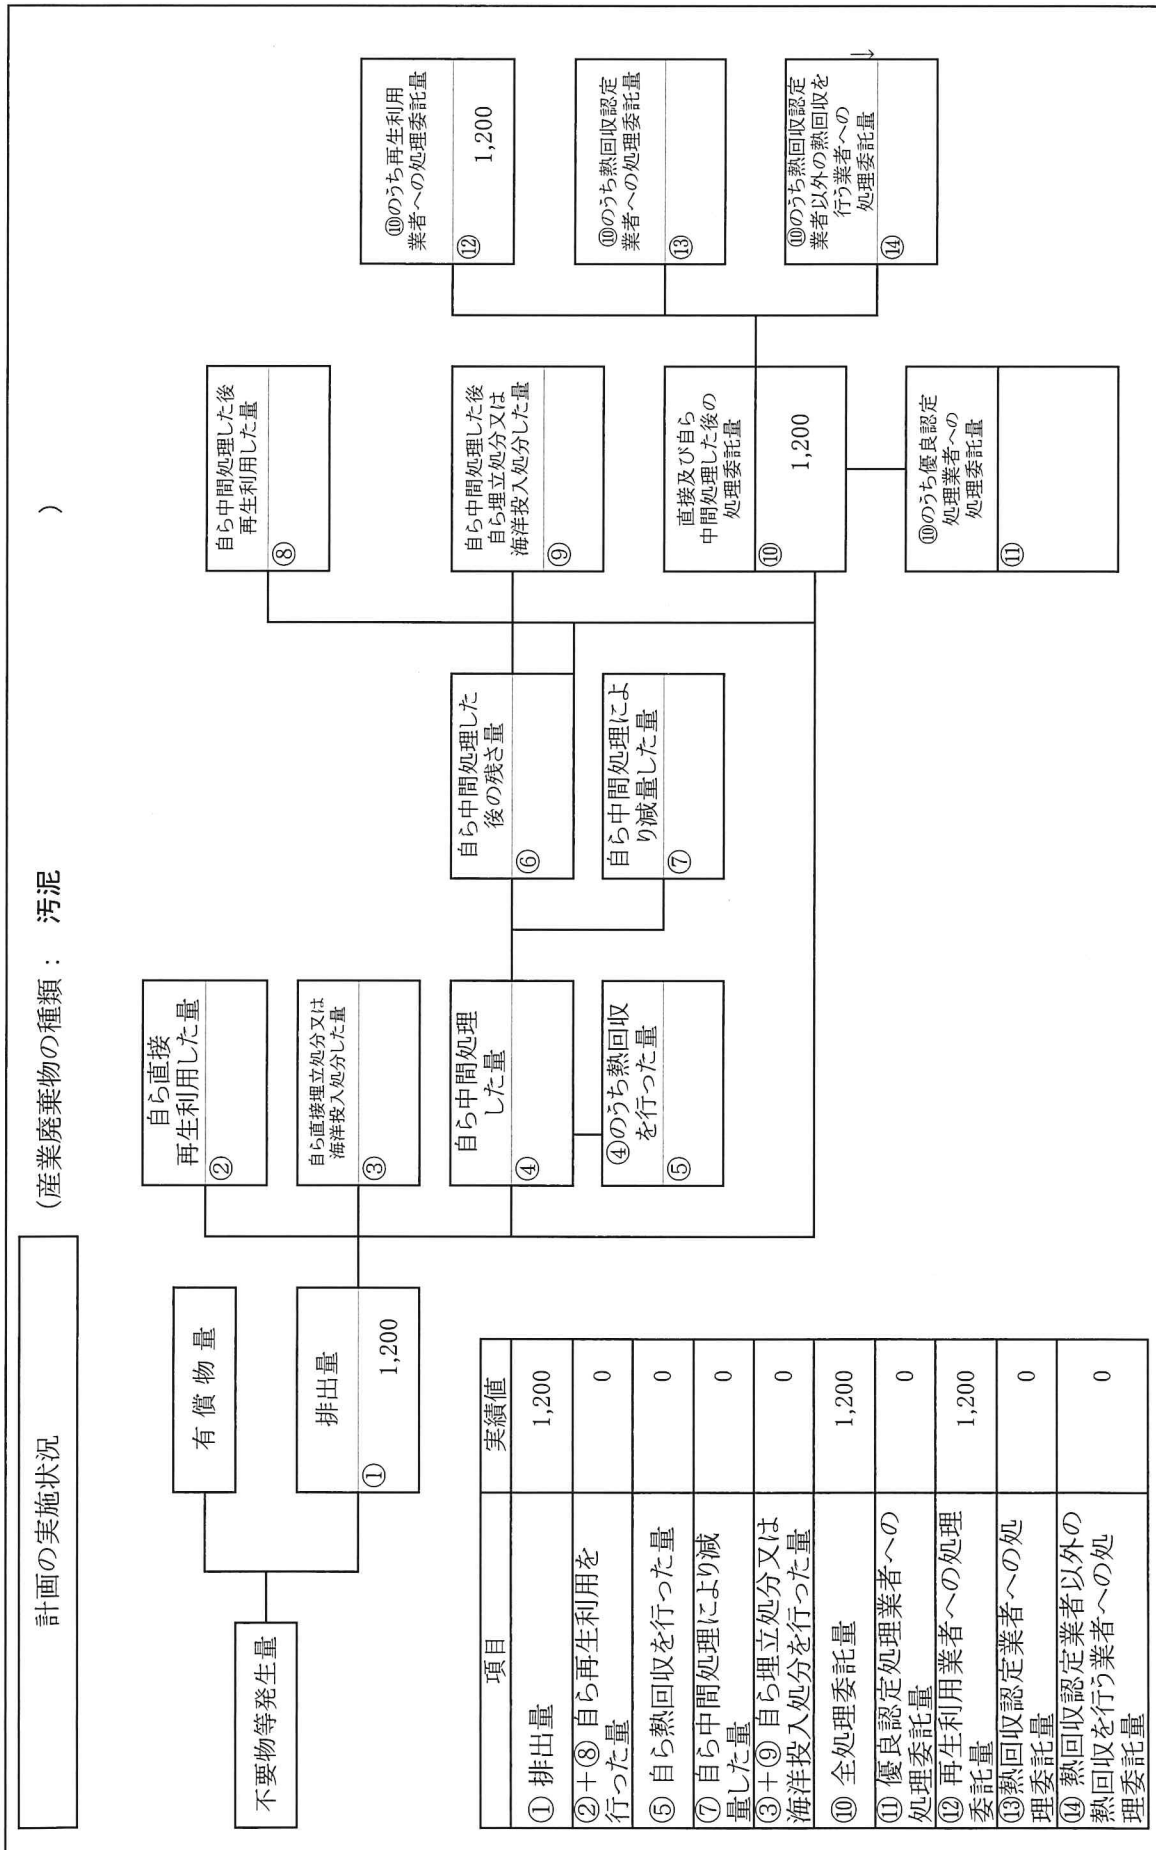 計画の実施状況
(産業廃棄物の種類： 汚泥 )
不要物等発生量
有 償 物 量
排出量
① 1,200
自ら直接
再生利用した量
②
自ら直接埋立処分又は
海洋投入処分した量
③
自ら中間処理
した量
④
④のうち熱回収
を行った量
⑤
自ら中間処理した
後の残さ量
⑥
自ら中間処理によ
り減量した量
⑦
自ら中間処理した後
再生利用した量
⑧
自ら中間処理した後
自ら埋立処分又は
海洋投入処分した量
⑨
直接及び自ら
中間処理した後の
処理委託量
⑩ 1,200
⑩のうち優良認定
処理業者への
処理委託量
⑪
⑩のうち再生利用
業者への処理委託量
⑫ 1,200
⑩のうち熱回収認定
業者への処理委託量
⑬
⑩のうち熱回収認定
業者以外の熱回収を
行う業者への
処理委託量
⑭
項目 実績値
① 排出量 1,200
②＋⑧ 自ら再生利用を
行った量 0
⑤ 自ら熱回収を行った量 0
⑦ 自ら中間処理により減
量した量 0
③＋⑨ 自ら埋立処分又は
海洋投入処分を行った量 0
⑩ 全処理委託量 1,200
⑪ 優良認定処理業者への
処理委託量 0
⑫ 再生利用業者への処理
委託量 1,200
⑬熱回収認定業者への処
理委託量 0
⑭ 熱回収認定業者以外の
熱回収を行う業者への処
理委託量 0